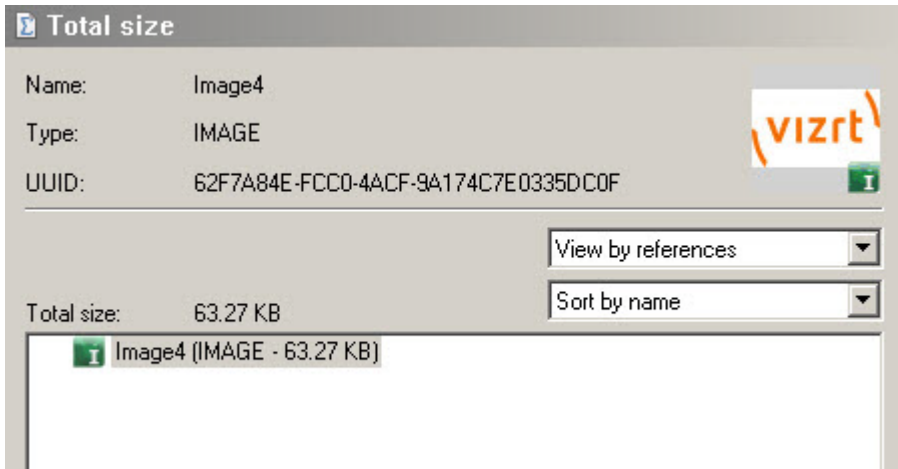 Total size
Name: Image4
Type: IMAGE
UUID: 62F7A84E-FCC0-4ACF-9A174C7E0335DC0F
vizrt
I
View by references
Total size: 63.27 KB
Sort by name
I Image4 (IMAGE - 63.27 KB)